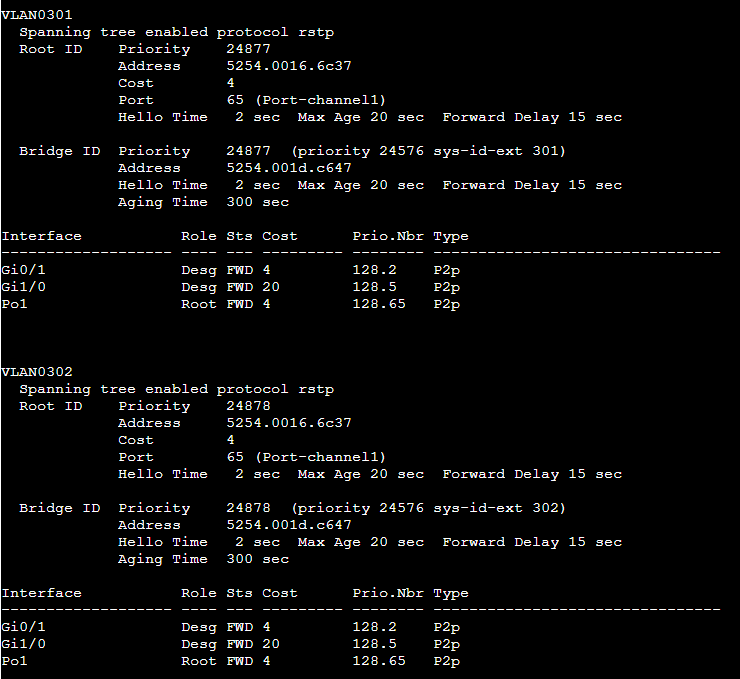 VLAN0301
  Spanning tree enabled protocol rstp
  Root ID    Priority    24877
             Address     5254.0016.6c37
             Cost        4
             Port        65 (Port-channel1)
             Hello Time   2 sec  Max Age 20 sec  Forward Delay 15 sec

  Bridge ID  Priority    24877  (priority 24576 sys-id-ext 301)
             Address     5254.001d.c647
             Hello Time   2 sec  Max Age 20 sec  Forward Delay 15 sec
             Aging Time  300 sec

Interface           Role Sts Cost      Prio.Nbr Type
------------------- ---- --- --------- -------- --------------------------------
Gi0/1               Desg FWD 4         128.2    P2p
Gi1/0               Desg FWD 20        128.5    P2p
Po1                 Root FWD 4         128.65   P2p

VLAN0302
  Spanning tree enabled protocol rstp
  Root ID    Priority    24878
             Address     5254.0016.6c37
             Cost        4
             Port        65 (Port-channel1)
             Hello Time   2 sec  Max Age 20 sec  Forward Delay 15 sec

  Bridge ID  Priority    24878  (priority 24576 sys-id-ext 302)
             Address     5254.001d.c647
             Hello Time   2 sec  Max Age 20 sec  Forward Delay 15 sec
             Aging Time  300 sec

Interface           Role Sts Cost      Prio.Nbr Type
------------------- ---- --- --------- -------- --------------------------------
Gi0/1               Desg FWD 4         128.2    P2p
Gi1/0               Desg FWD 20        128.5    P2p
Po1                 Root FWD 4         128.65   P2p